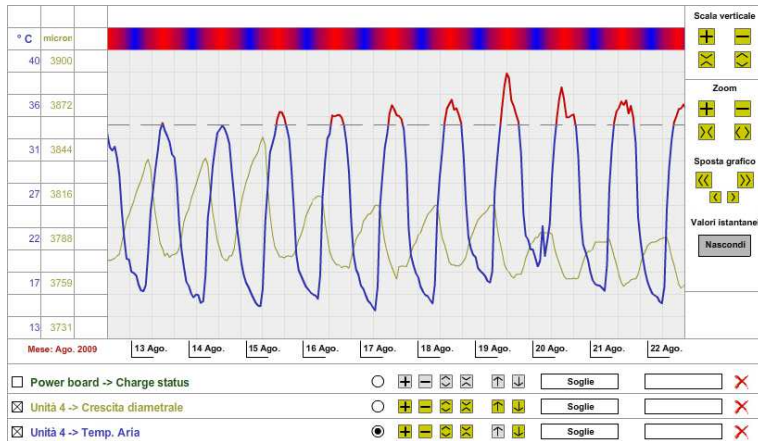 Scala verticale
° C micron
40 3900
Zoom
36 3872
31 3844
Sposta grafico
27 3816
Valori istantanei
22 3788
Nascondi
17 3759
13 3731
Mese: Ago. 2009 13 Ago. 14 Ago. 15 Ago. 16 Ago. 17 Ago. 18 Ago. 19 Ago. 20 Ago. 21 Ago. 22 Ago.
Power board -> Charge status Soglie
Unità 4 -> Crescita diametrale Soglie
Unità 4 -> Temp. Aria Soglie